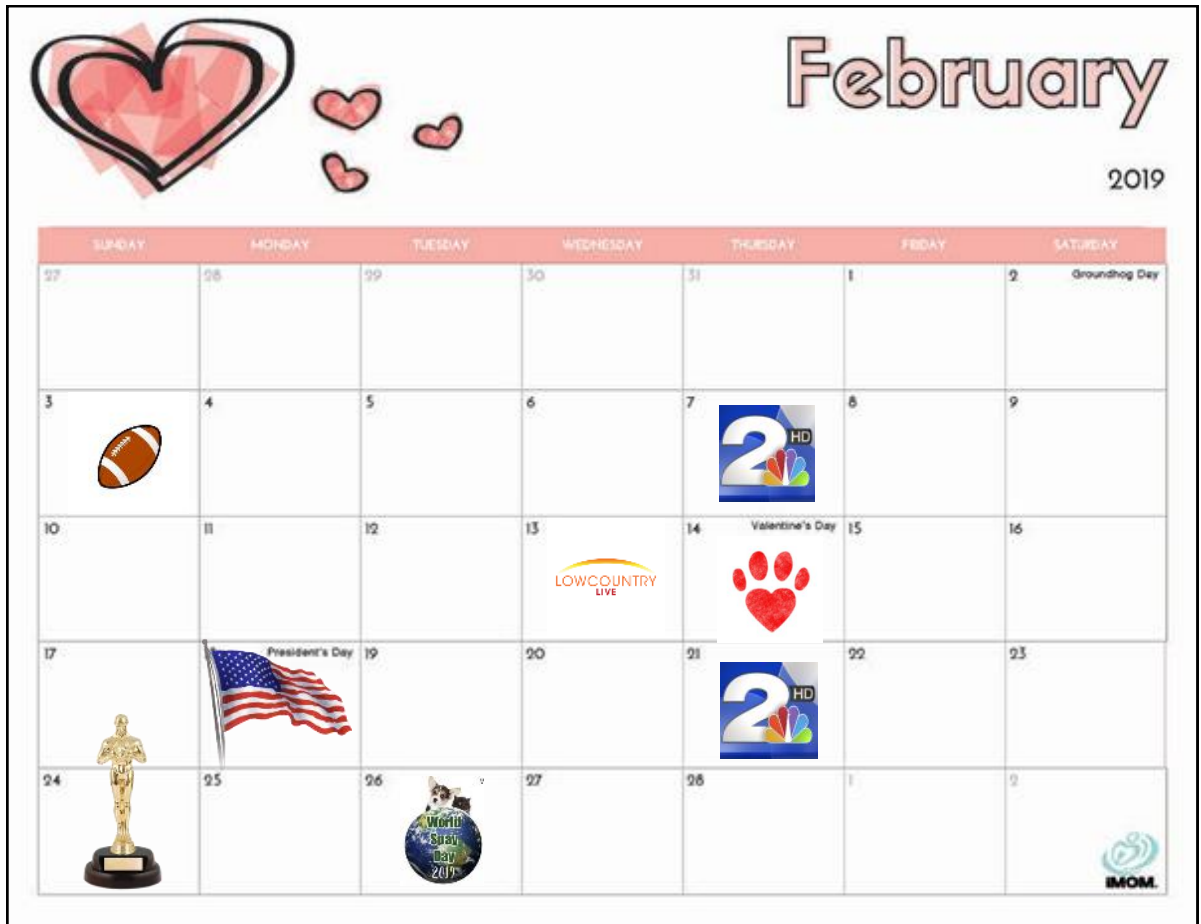 February
2019
SUNDAY MONDAY TUESDAY WEDNESDAY THURSDAY FRIDAY SATURDAY
27 28 29 30 31 1 2 Groundhog Day
3 4 5 6 7 8 9
2 HD
10 11 12 13 14 Valentine's Day 15 16
LOWCOUNTRY
LIVE
17 President's Day 19 20 21 22 23
2 HD
24 25 26 27 28 1 2
World
Spay
Day
2019
iMOM.